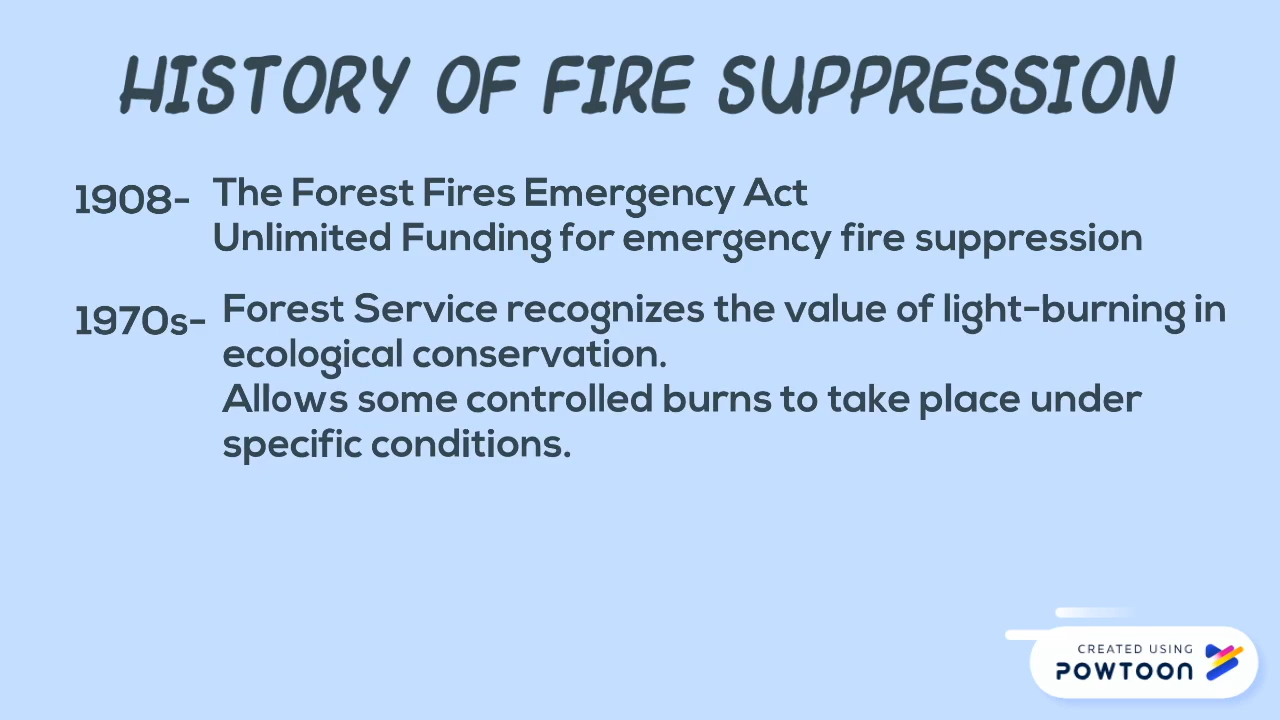 HISTORY OF FIRE SUPPRESSION
1908- The Forest Fires Emergency Act
Unlimited Funding for emergency fire suppression
1970s- Forest Service recognizes the value of light-burning in
ecological conservation.
Allows some controlled burns to take place under
specific conditions.
CREATED USING
POWTOON